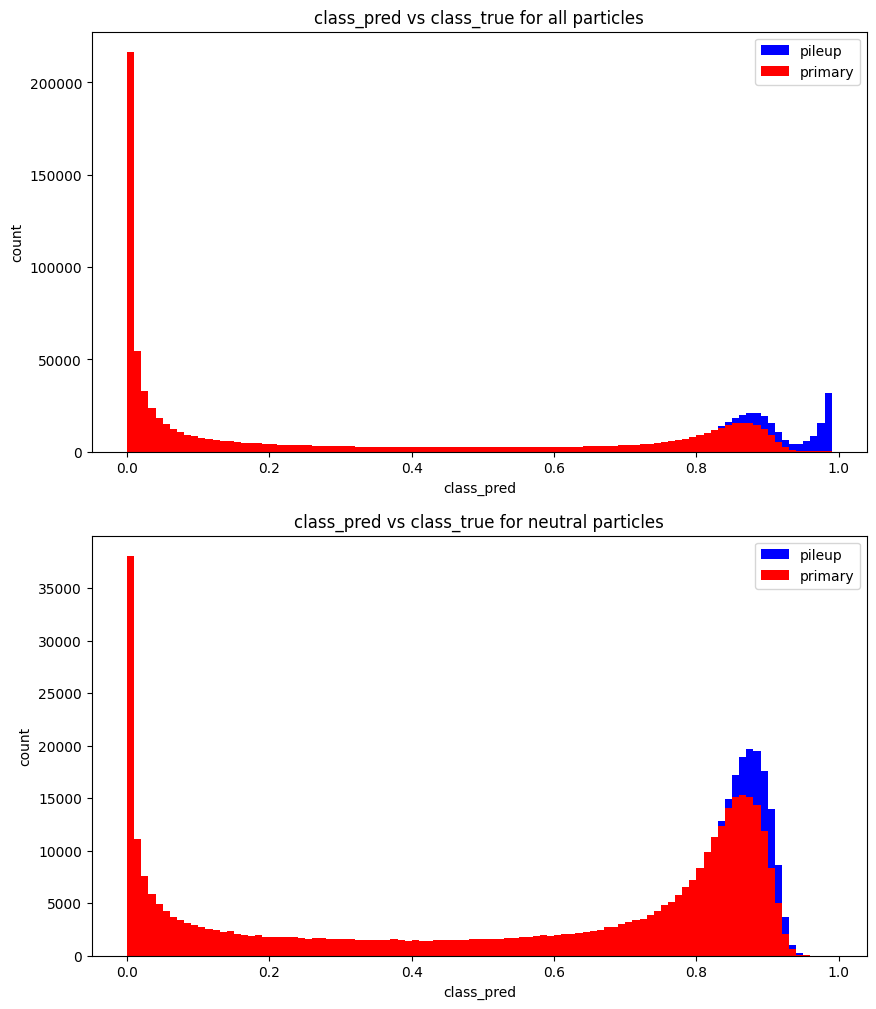 class_pred vs class_true for all particles
pileup
primary
200000
150000
100000
50000
0
count
0.0 0.2 0.4 0.6 0.8 1.0
class_pred
class_pred vs class_true for neutral particles
pileup
primary
35000
30000
25000
20000
15000
10000
5000
0
count
0.0 0.2 0.4 0.6 0.8 1.0
class_pred